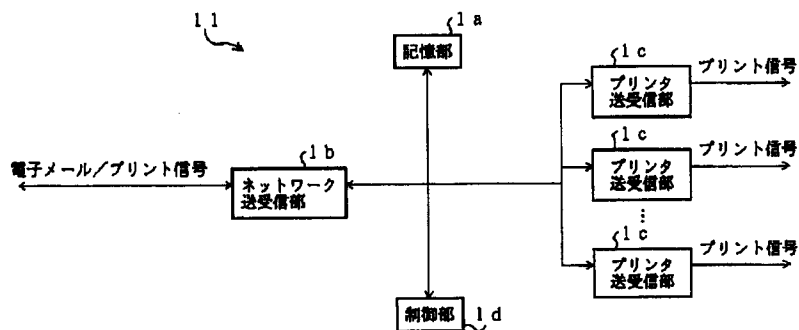 11
1a
記憶部
1c
プリント信号
プリンタ
送受信部
1b
電子メール/プリント信号
ネットワーク
送受信部
1c
プリント信号
プリンタ
送受信部
1c
プリント信号
プリンタ
送受信部
制御部
1d